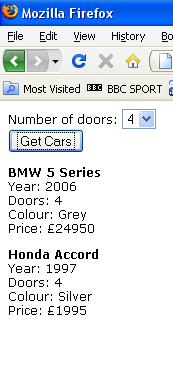 Mozilla Firefox
File Edit View History
Most Visited BBC BBC SPORT
Number of doors: 4
Get Cars
BMW 5 Series
Year: 2006
Doors: 4
Colour: Grey
Price: £24950
Honda Accord
Year: 1997
Doors: 4
Colour: Silver
Price: £1995